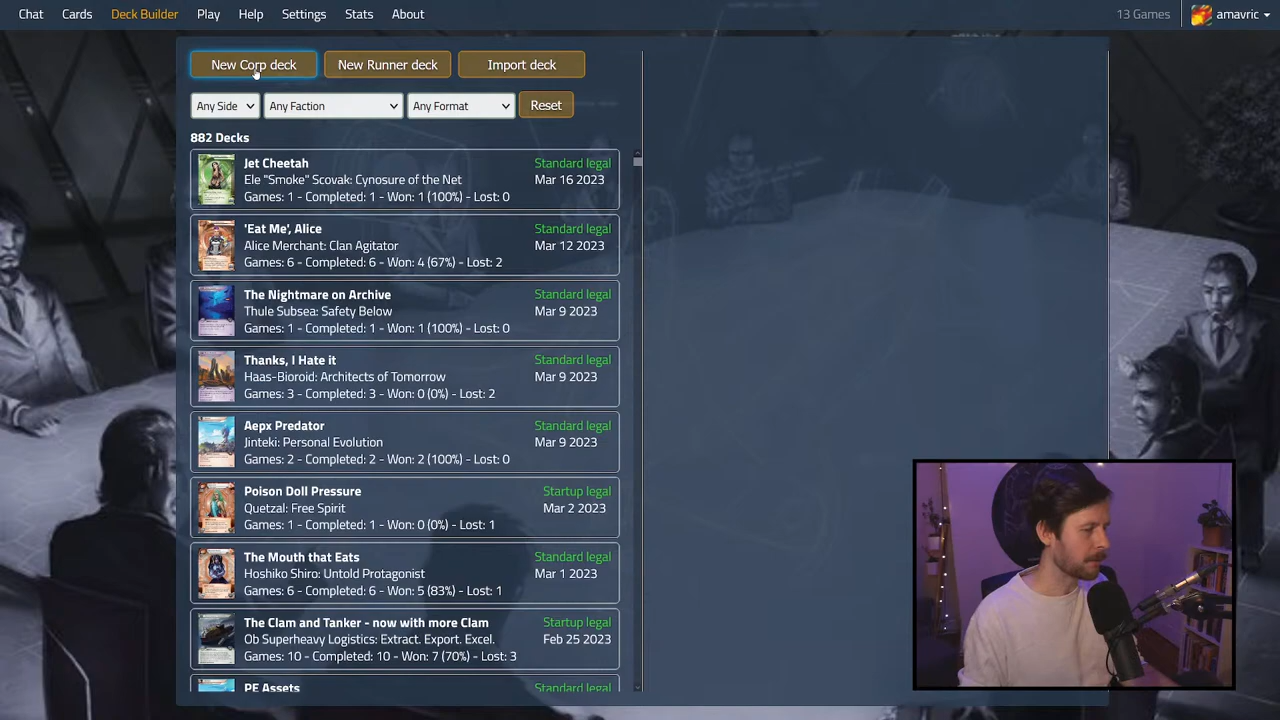 Chat Cards Deck Builder Play Help Settings Stats About 13 Games amavric
New Corp deck New Runner deck Import deck
Any Side Any Faction Any Format Reset
882 Decks
Jet Cheetah Standard legal
Ele "Smoke" Scovak: Cynosure of the Net Mar 16 2023
Games: 1 - Completed: 1 - Won: 1 (100%) - Lost: 0
'Eat Me', Alice Standard legal
Alice Merchant: Clan Agitator Mar 12 2023
Games: 6 - Completed: 6 - Won: 4 (67%) - Lost: 2
The Nightmare on Archive Standard legal
Thule Subsea: Safety Below Mar 9 2023
Games: 1 - Completed: 1 - Won: 1 (100%) - Lost: 0
Thanks, I Hate it Standard legal
Haas-Bioroid: Architects of Tomorrow Mar 9 2023
Games: 3 - Completed: 3 - Won: 0 (0%) - Lost: 2
Aepx Predator Standard legal
Jinteki: Personal Evolution Mar 9 2023
Games: 2 - Completed: 2 - Won: 2 (100%) - Lost: 0
Poison Doll Pressure Startup legal
Quetzal: Free Spirit Mar 2 2023
Games: 1 - Completed: 1 - Won: 0 (0%) - Lost: 1
The Mouth that Eats Standard legal
Hoshiko Shiro: Untold Protagonist Mar 1 2023
Games: 6 - Completed: 6 - Won: 5 (83%) - Lost: 1
The Clam and Tanker - now with more Clam Startup legal
Ob Superheavy Logistics: Extract. Export. Excel. Feb 25 2023
Games: 10 - Completed: 10 - Won: 7 (70%) - Lost: 3
PE Assets Standard legal